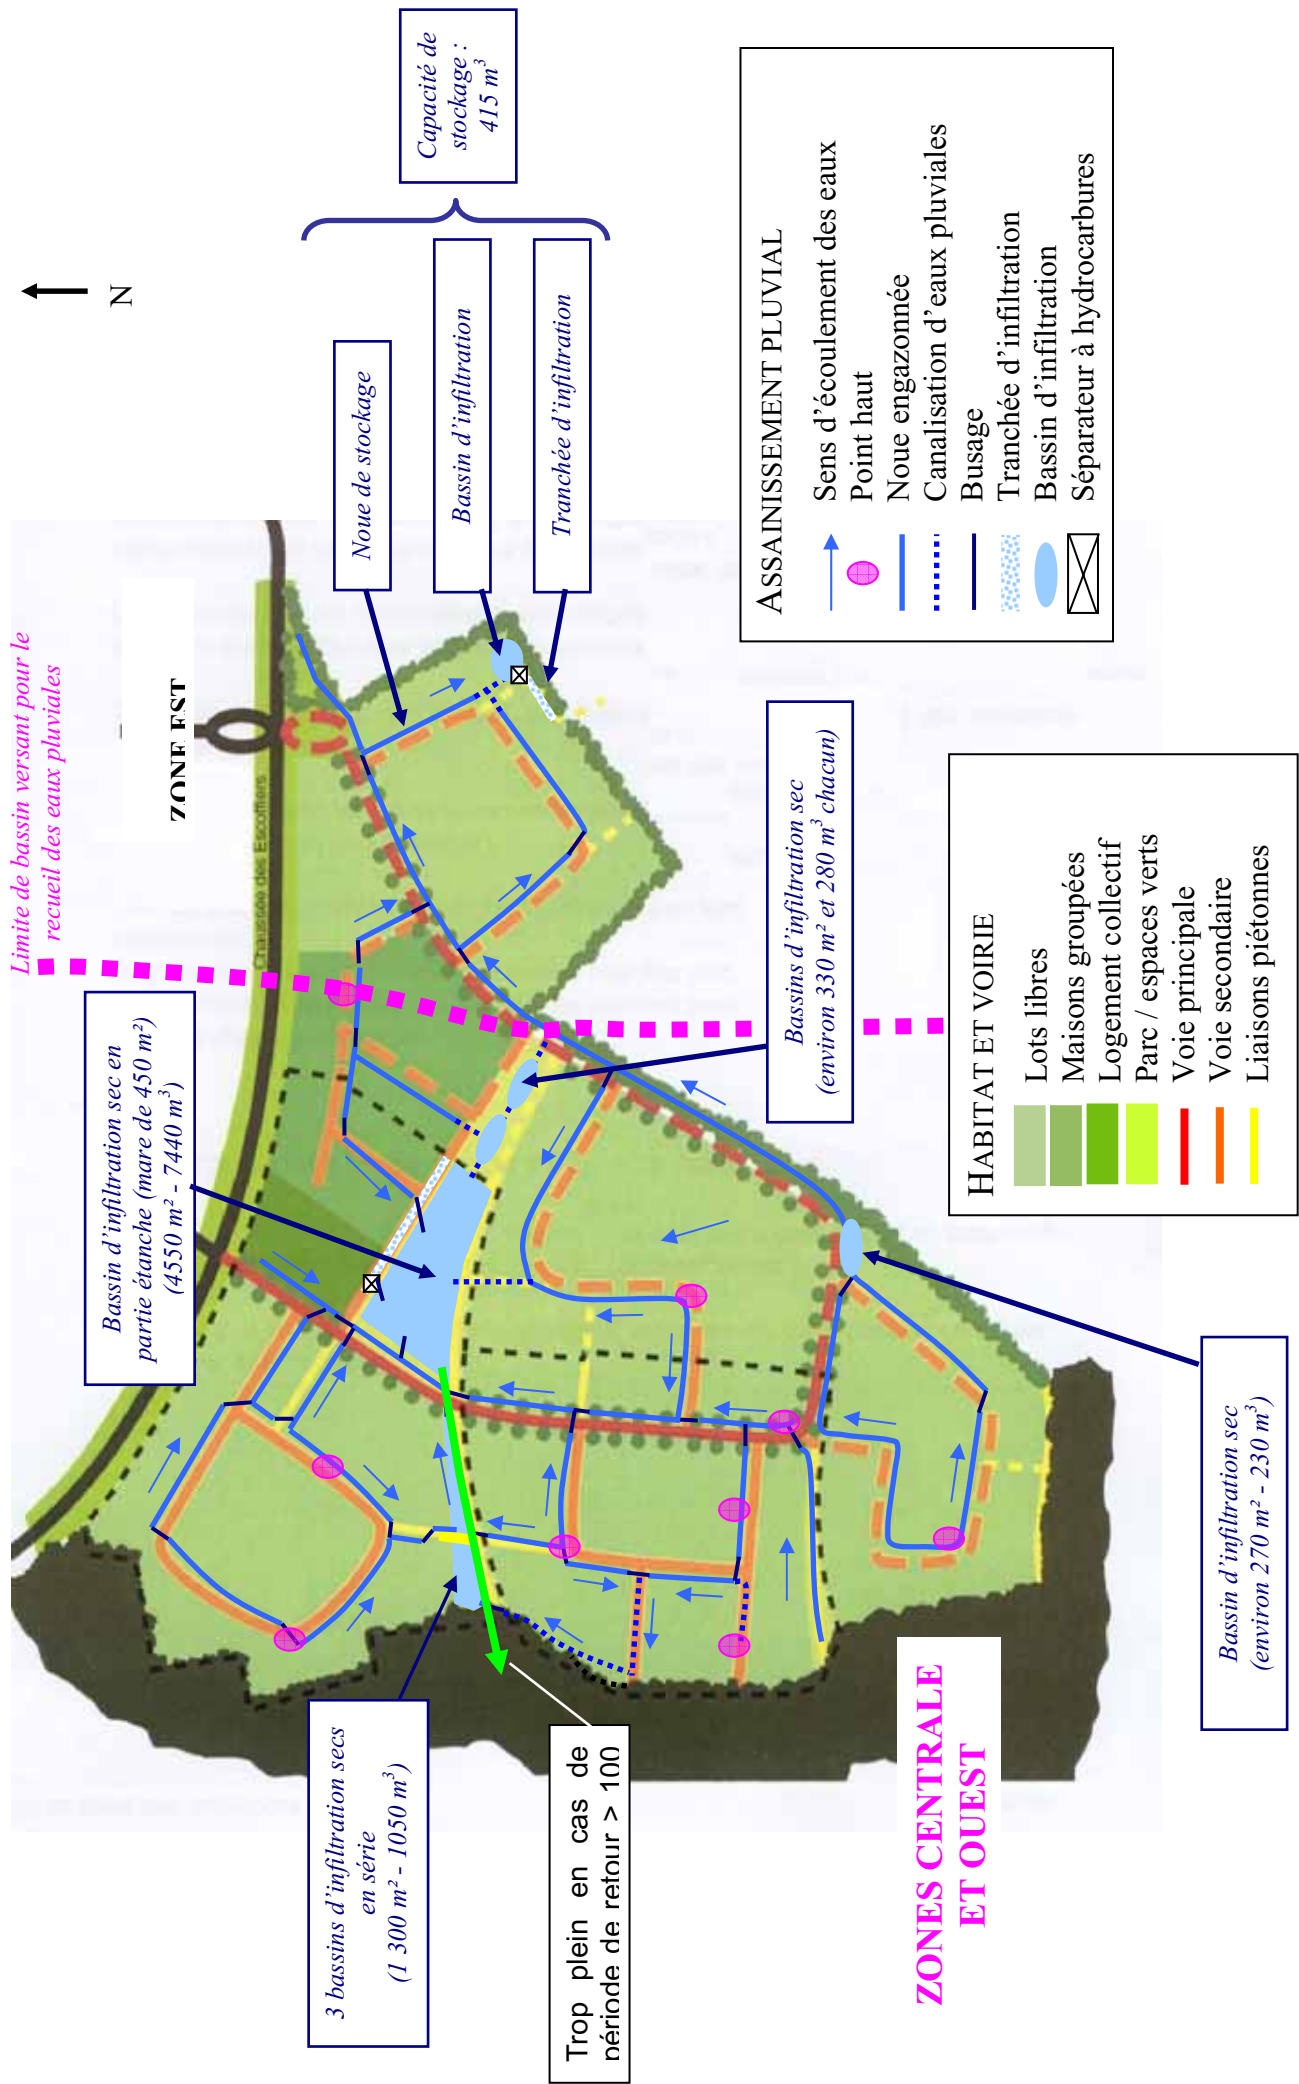 Limite de bassin versant pour le
recueil des eaux pluviales
ZONE EST
Chaussée des Escoffiers
N
Capacité de
stockage :
415 m³
Noue de stockage
Bassin d'infiltration
Tranchée d'infiltration
Bassin d'infiltration sec en
partie étanche (mare de 450 m²)
(4550 m² - 7440 m³)
3 bassins d'infiltration secs
en série
(1 300 m² - 1050 m³)
Trop plein en cas de
période de retour > 100
Bassins d'infiltration sec
(environ 330 m² et 280 m³ chacun)
Bassin d'infiltration sec
(environ 270 m² - 230 m³)
ZONES CENTRALE
ET OUEST
ASSAINISSEMENT PLUVIAL
Sens d'écoulement des eaux
Point haut
Noue engazonnée
Canalisation d'eaux pluviales
Busage
Tranchée d'infiltration
Bassin d'infiltration
Séparateur à hydrocarbures
HABITAT ET VOIRIE
Lots libres
Maisons groupées
Logement collectif
Parc / espaces verts
Voie principale
Voie secondaire
Liaisons piétonnes